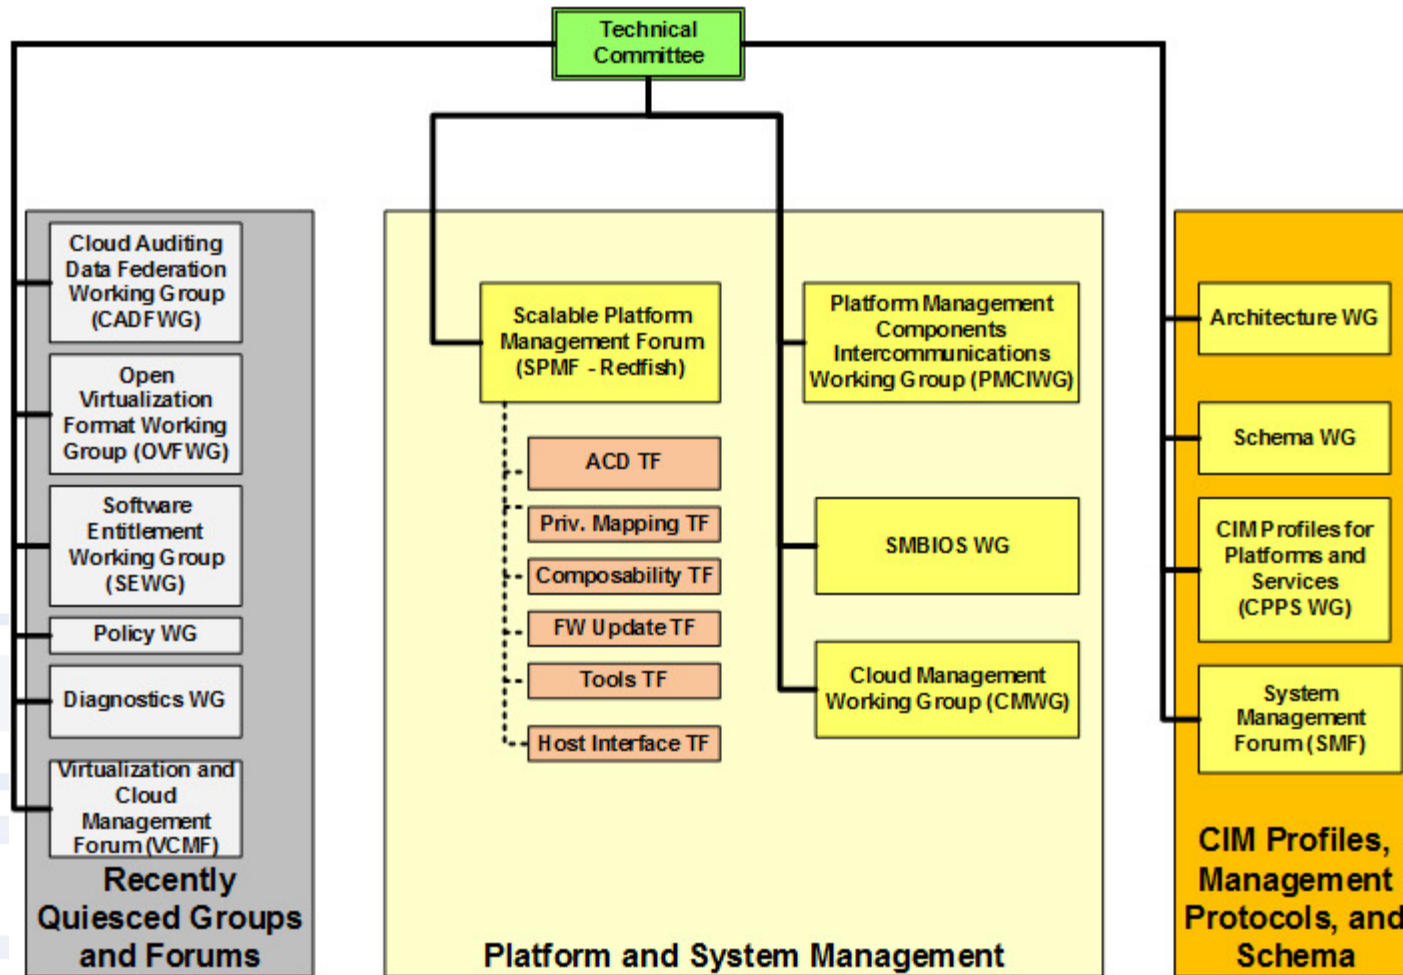 Technical
Committee
Cloud Auditing
Data Federation
Working Group
(CADFWG)
Open
Virtualization
Format Working
Group (OVFWG)
Software
Entitlement
Working Group
(SEWG)
Policy WG
Diagnostics WG
Virtualization and
Cloud
Management
Forum (VCMF)
Recently
Quiesced Groups
and Forums
Scalable Platform
Management Forum
(SPMF - Redfish)
ACD TF
Priv. Mapping TF
Composability TF
FW Update TF
Tools TF
Host Interface TF
Platform Management
Components
Intercommunications
Working Group (PMCIWG)
SMBIOS WG
Cloud Management
Working Group (CMWG)
Platform and System Management
Architecture WG
Schema WG
CIM Profiles for
Platforms and
Services
(CPPS WG)
System
Management
Forum (SMF)
CIM Profiles,
Management
Protocols, and
Schema